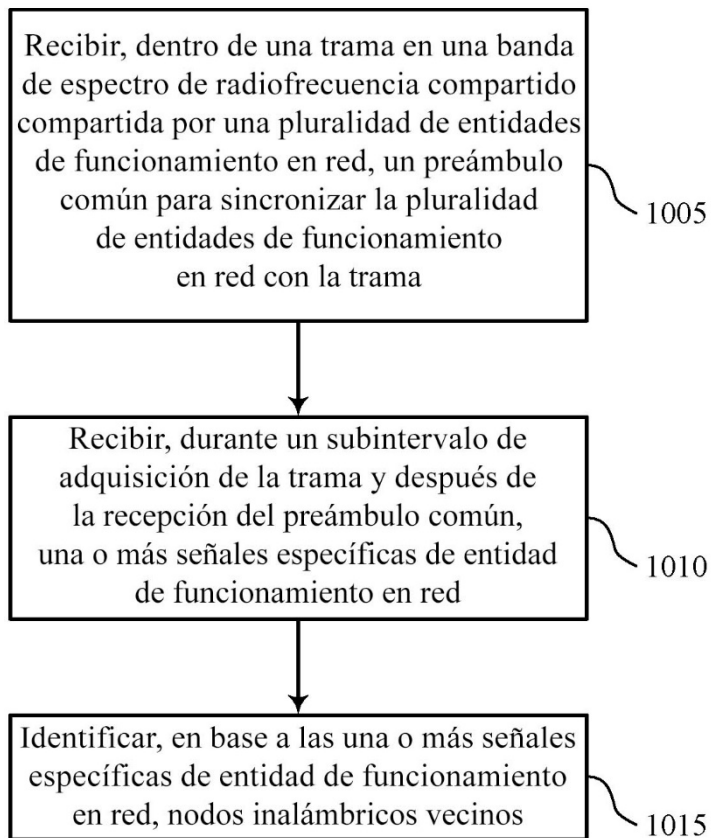 Recibir, dentro de una trama en una banda
de espectro de radiofrecuencia compartido
compartida por una pluralidad de entidades
de funcionamiento en red, un preámbulo
común para sincronizar la pluralidad
de entidades de funcionamiento
en red con la trama
1005
Recibir, durante un subintervalo de
adquisición de la trama y después de
la recepción del preámbulo común,
una o más señales específicas de entidad
de funcionamiento en red
1010
Identificar, en base a las una o más señales
específicas de entidad de funcionamiento
en red, nodos inalámbricos vecinos
1015